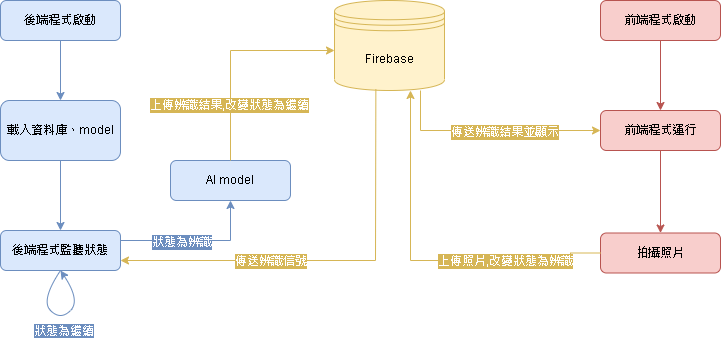 後端程式啟動
前端程式啟動
Firebase
上傳辨識結果,改變狀態為繼續
載入資料庫、model
傳送辨識結果並顯示
前端程式運行
AI model
狀態為辨識
後端程式監聽狀態
傳送辨識信號
上傳照片,改變狀態為辨識
拍攝照片
狀態為繼續